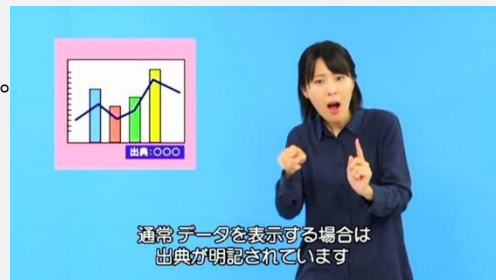 。
出典:○○○
通常 データを表示する場合は
出典が明記されています